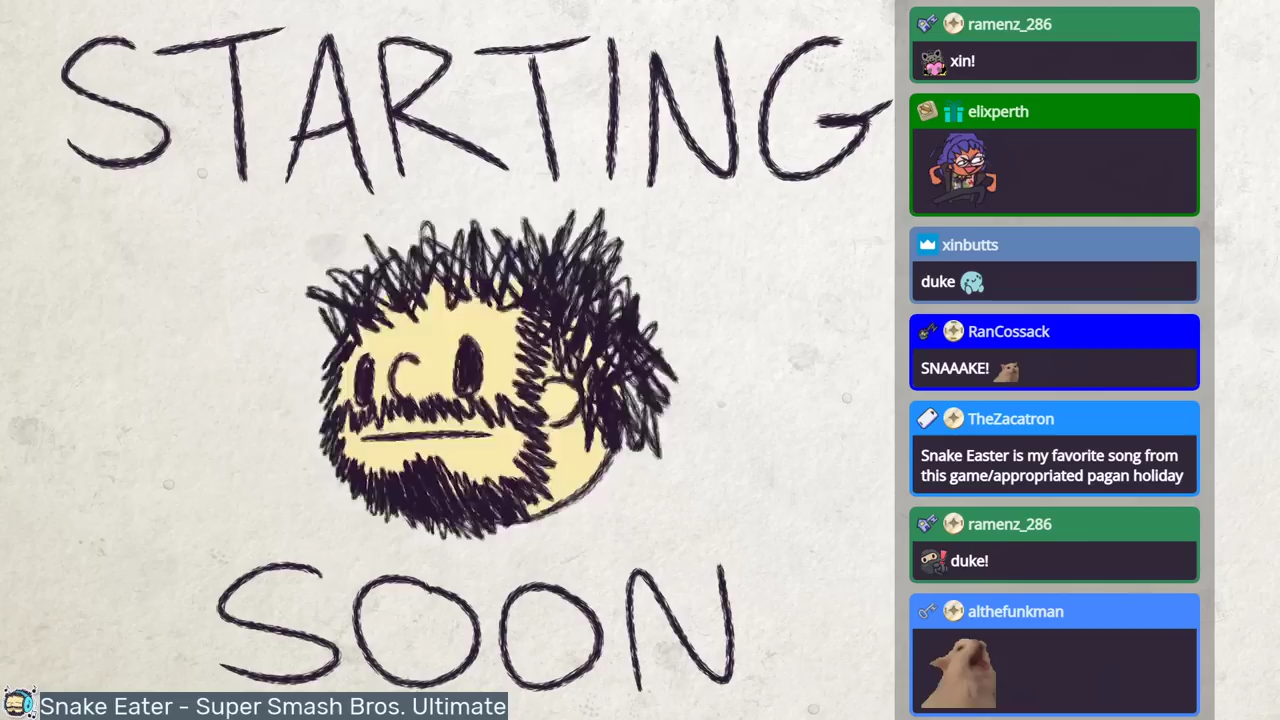 STARTING
SOON
Snake Eater - Super Smash Bros. Ultimate
ramenz_286
xin!
elixperth
xinbutts
duke
RanCossack
SNAAAKE!
TheZacatron
Snake Easter is my favorite song from
this game/appropriated pagan holiday
ramenz_286
duke!
althefunkman